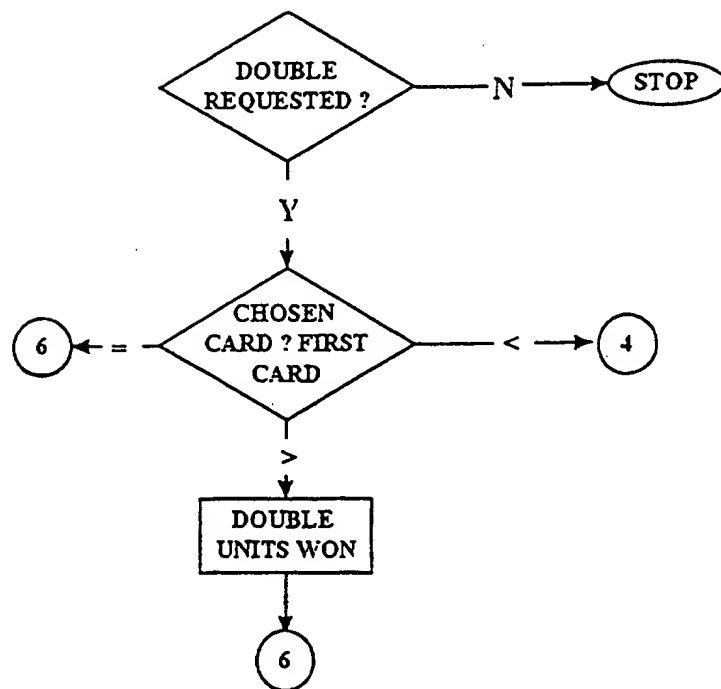 DOUBLE
REQUESTED ?
N
STOP
Y
CHOSEN
CARD ? FIRST
CARD
6
=
<
4
>
DOUBLE
UNITS WON
6